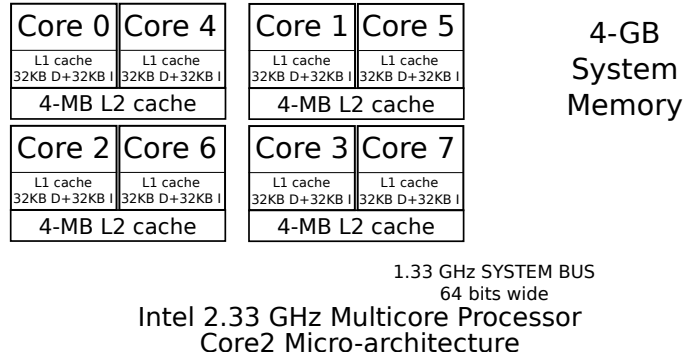 Core 0 Core 4
L1 cache L1 cache
32KB D+32KB I 32KB D+32KB I
4-MB L2 cache
Core 1 Core 5
L1 cache L1 cache
32KB D+32KB I 32KB D+32KB I
4-MB L2 cache
4-GB
System
Memory
Core 2 Core 6
L1 cache L1 cache
32KB D+32KB I 32KB D+32KB I
4-MB L2 cache
Core 3 Core 7
L1 cache L1 cache
32KB D+32KB I 32KB D+32KB I
4-MB L2 cache
1.33 GHz SYSTEM BUS
64 bits wide
Intel 2.33 GHz Multicore Processor
Core2 Micro-architecture